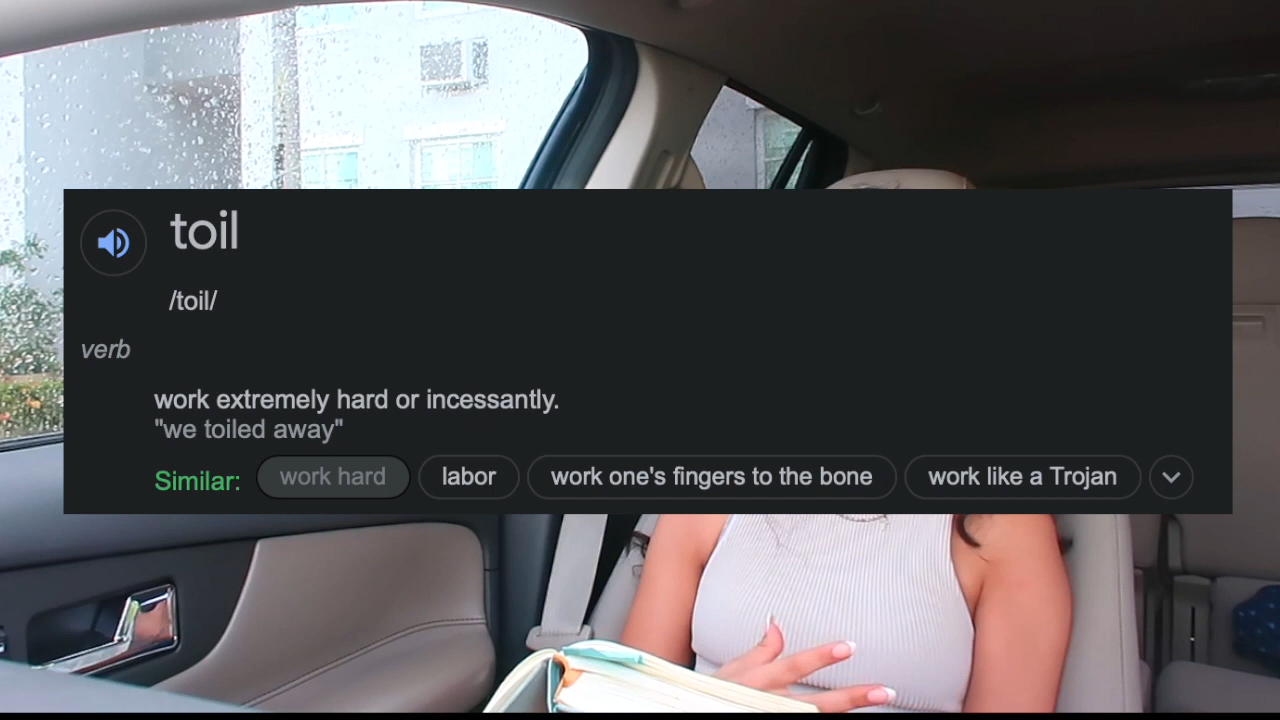 toil
/toil/
verb
work extremely hard or incessantly.
"we toiled away"
Similar: work hard labor work one's fingers to the bone work like a Trojan